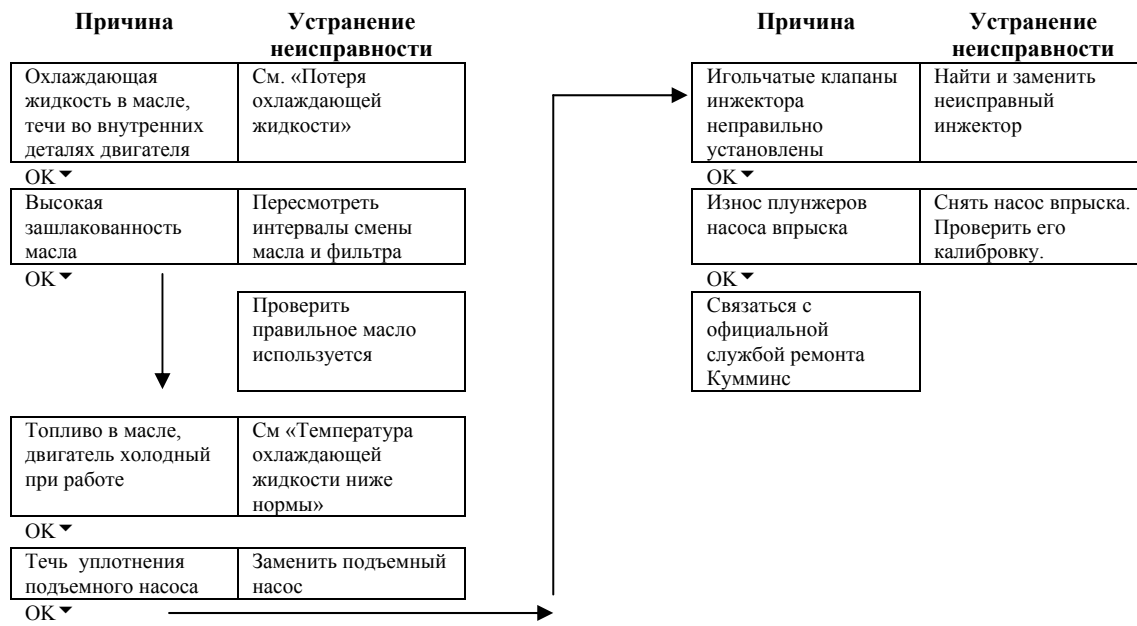 Причина
Устранение
неисправности
Охлаждающая
жидкость в масле,
течи во внутренних
деталях двигателя
См. «Потеря
охлаждающей
жидкости»
OK
Высокая
зашлакованность
масла
Пересмотреть
интервалы смены
масла и фильтра
OK
Проверить
правильное масло
используется
Топливо в масле,
двигатель холодный
при работе
См «Температура
охлаждающей
жидкости ниже
нормы»
OK
Течь уплотнения
подъемного насоса
Заменить подъемный
насос
OK
Причина
Устранение
неисправности
Игольчатые клапаны
инжектора
неправильно
установлены
Найти и заменить
неисправный
инжектор
OK
Износ плунжеров
насоса впрыска
Снять насос впрыска.
Проверить его
калибровку.
OK
Связаться с
официальной
службой ремонта
Кумминс